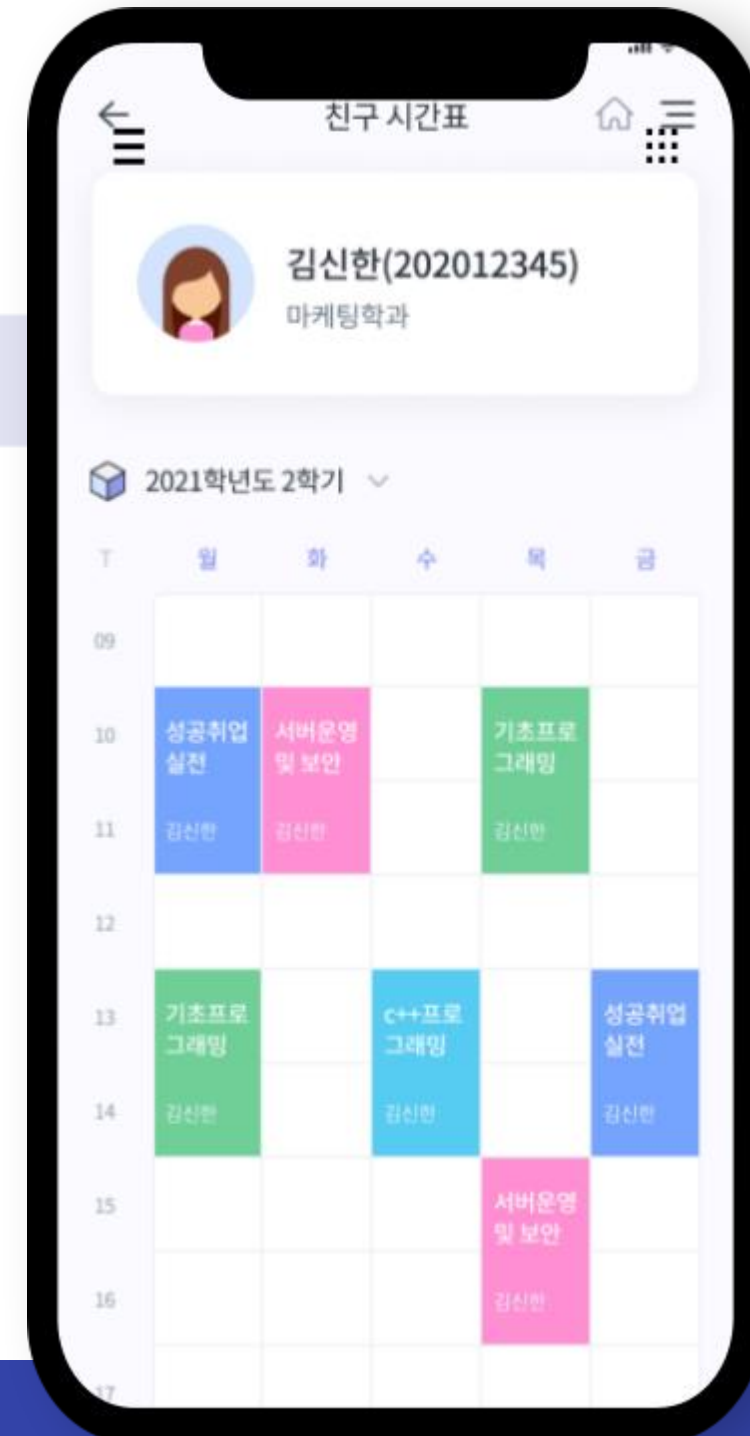 친구 시간표
김신한(202012345)
마케팅학과
2021학년도 2학기
T 월 화 수 목 금
09
10
성공취업
실전
김신한
서버운영
및 보안
김신한
기초프로
그래밍
김신한
11
12
13
기초프로
그래밍
김신한
c++프로
그래밍
김신한
성공취업
실전
김신한
14
15
서버운영
및 보안
김신한
16
17